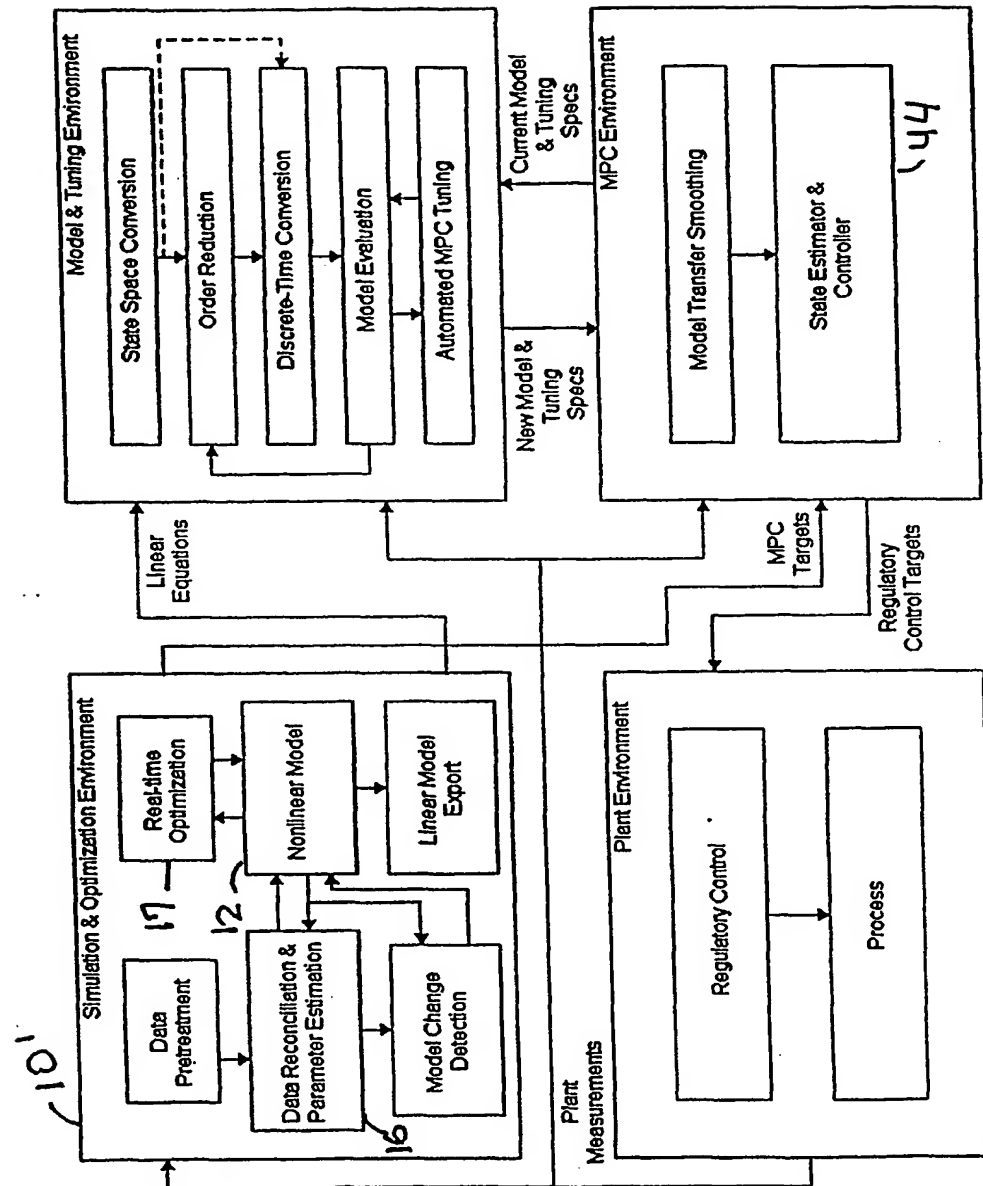 10'
Simulation & Optimization Environment
Data
Pretreatment
Real-time
Optimization
17
12
Data Reconciliation &
Parameter Estimation
Nonlinear Model
16
Model Change
Detection
Linear Model
Export
Linear
Equations
Model & Tuning Environment
State Space Conversion
Order Reduction
Discrete-Time Conversion
Model Evaluation
Automated MPC Tuning
New Model &
Tuning
Specs
Current Model
& Tuning
Specs
Plant
Measurements
Plant Environment
Regulatory Control
Process
MPC
Targets
Regulatory
Control Targets
MPC Environment
Model Transfer Smoothing
State Estimator &
Controller
44